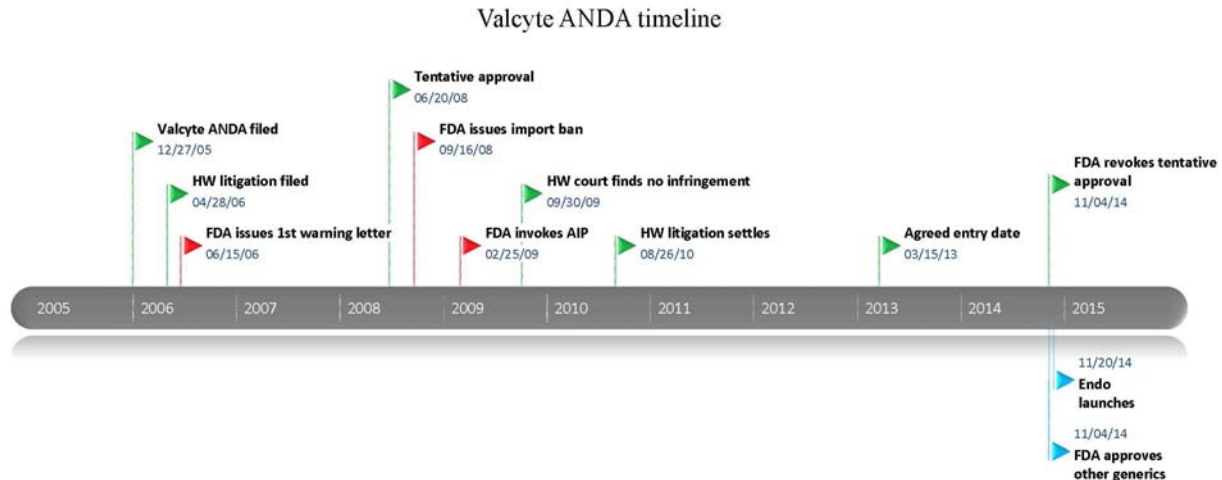 Valcyte ANDA timeline
Tentative approval
06/20/08
Valcyte ANDA filed
12/27/05
FDA issues import ban
09/16/08
FDA revokes tentative
approval
11/04/14
HW litigation filed
04/28/06
HW court finds no infringement
09/30/09
FDA issues 1st warning letter
06/15/06
FDA invokes AIP
02/25/09
HW litigation settles
08/26/10
Agreed entry date
03/15/13
2005 2006 2007 2008 2009 2010 2011 2012 2013 2014 2015
11/20/14
Endo
launches
11/04/14
FDA approves
other generics